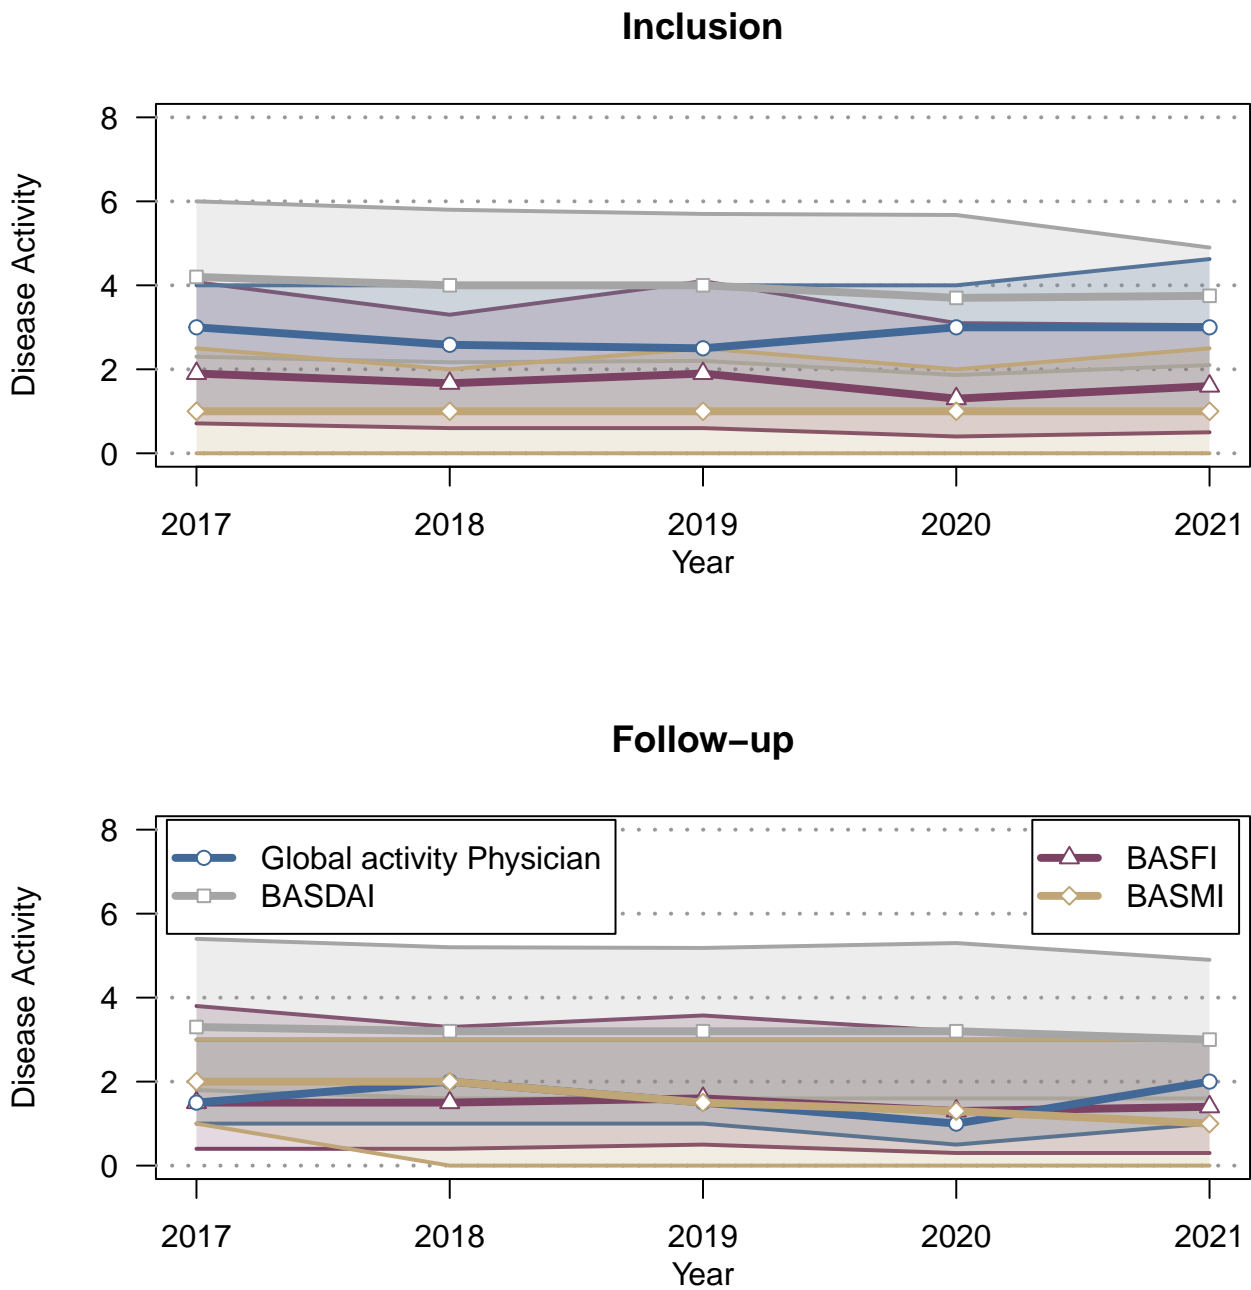 Inclusion
Disease Activity
8
6
4
2
0
2017 2018 2019 2020 2021
Year
Follow−up
Disease Activity
8
6
4
2
0
Global activity Physician
BASDAI
BASFI
BASMI
2017 2018 2019 2020 2021
Year